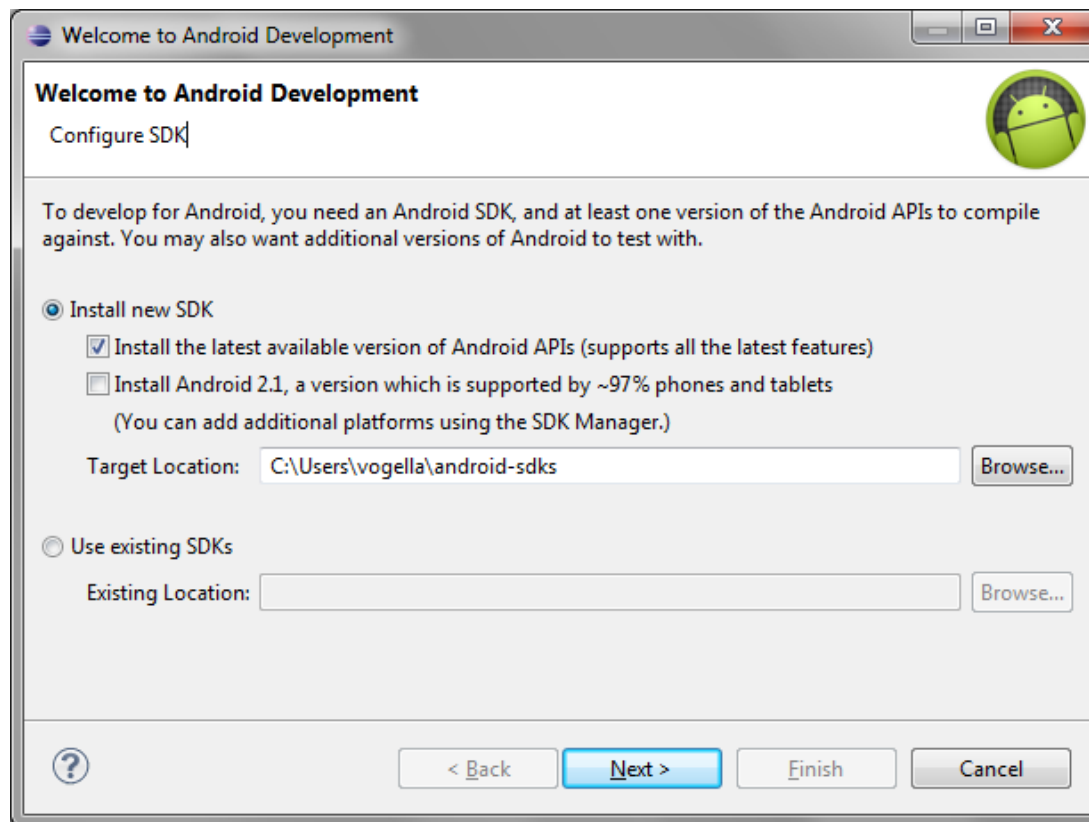 Welcome to Android Development
Welcome to Android Development
Configure SDK
To develop for Android, you need an Android SDK, and at least one version of the Android APIs to compile
against. You may also want additional versions of Android to test with.
Install new SDK
Install the latest available version of Android APIs (supports all the latest features)
Install Android 2.1, a version which is supported by ~97% phones and tablets
(You can add additional platforms using the SDK Manager.)
Target Location: C:\Users\vogella\android-sdks Browse...
Use existing SDKs
Existing Location: Browse...
? < Back Next > Finish Cancel